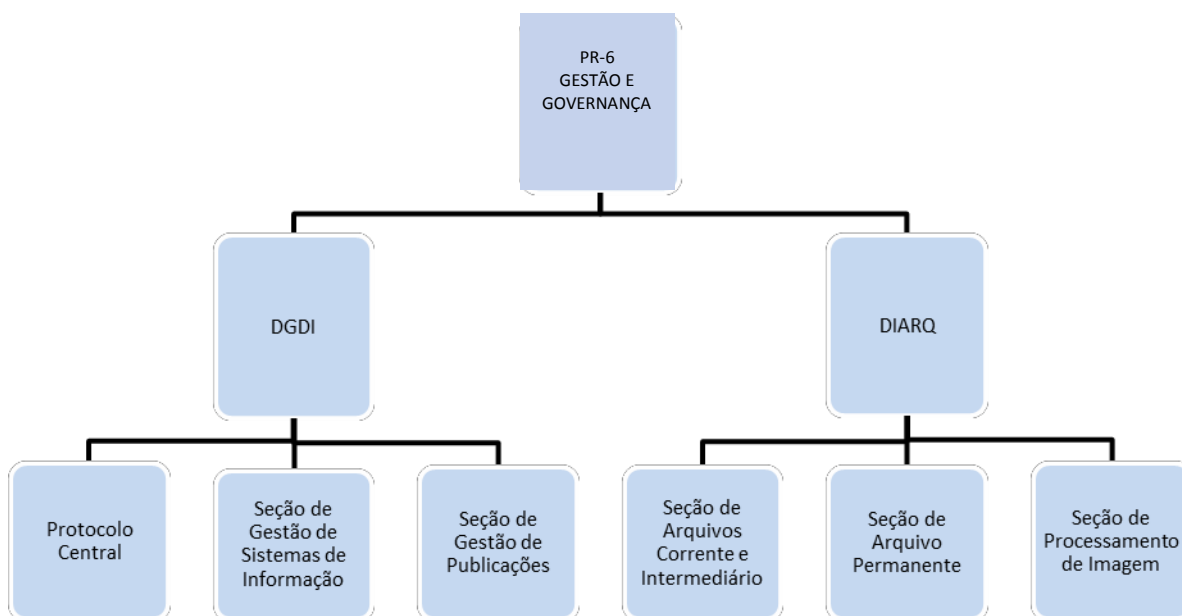 PR-6
GESTÃO E
GOVERNANÇA
DGDI
DIARQ
Protocolo
Central
Seção de
Gestão de
Sistemas de
Informação
Seção de
Gestão de
Publicações
Seção de
Arquivos
Corrente e
Intermediário
Seção de
Arquivo
Permanente
Seção de
Processamento
de Imagem